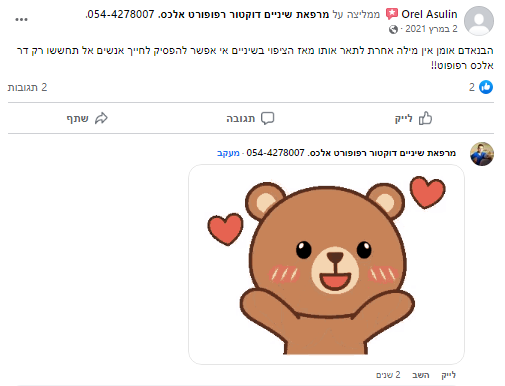 Orel Asulin ממליצה על מרפאת שיניים דוקטור רפופורט אלכס. 054-4278007.
2 במרץ 2021
הבנאדם אומן אין מילה אחרת לתאר אותו מאז הציפוי בשיניים אי אפשר להפסיק לחייך אנשים אל תחששו רק דר
אלכס רפופוט!!
2
2 תגובות
לייק
תגובה
שתף
מרפאת שיניים דוקטור רפופורט אלכס. 054-4278007 · מעקב
לייק השב 2 שנים